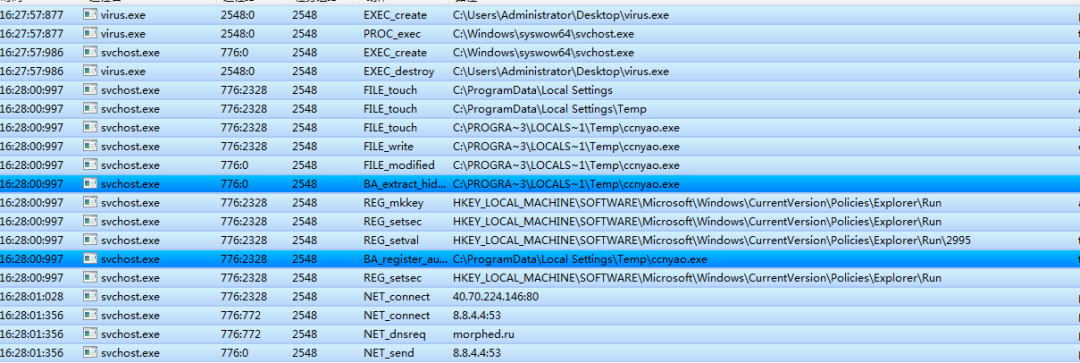 16:27:57:877 virus.exe 2548:0 2548 EXEC_create C:\Users\Administrator\Desktop\virus.exe
16:27:57:877 virus.exe 2548:0 2548 PROC_exec C:\Windows\syswow64\svchost.exe
16:27:57:986 svchost.exe 776:0 2548 EXEC_create C:\Windows\syswow64\svchost.exe
16:27:57:986 virus.exe 2548:0 2548 EXEC_destroy C:\Users\Administrator\Desktop\virus.exe
16:28:00:997 svchost.exe 776:2328 2548 FILE_touch C:\ProgramData\Local Settings
16:28:00:997 svchost.exe 776:2328 2548 FILE_touch C:\ProgramData\Local Settings\Temp
16:28:00:997 svchost.exe 776:2328 2548 FILE_touch C:\PROGRA~3\LOCALS~1\Temp\ccnyao.exe
16:28:00:997 svchost.exe 776:2328 2548 FILE_write C:\PROGRA~3\LOCALS~1\Temp\ccnyao.exe
16:28:00:997 svchost.exe 776:0 2548 FILE_modified C:\PROGRA~3\LOCALS~1\Temp\ccnyao.exe
16:28:00:997 svchost.exe 776:0 2548 BA_extract_hid... C:\PROGRA~3\LOCALS~1\Temp\ccnyao.exe
16:28:00:997 svchost.exe 776:2328 2548 REG_mkkey HKEY_LOCAL_MACHINE\SOFTWARE\Microsoft\Windows\CurrentVersion\Policies\Explorer\Run
16:28:00:997 svchost.exe 776:2328 2548 REG_setsec HKEY_LOCAL_MACHINE\SOFTWARE\Microsoft\Windows\CurrentVersion\Policies\Explorer\Run
16:28:00:997 svchost.exe 776:2328 2548 REG_setval HKEY_LOCAL_MACHINE\SOFTWARE\Microsoft\Windows\CurrentVersion\Policies\Explorer\Run\2995
16:28:00:997 svchost.exe 776:2328 2548 BA_register_au... C:\ProgramData\Local Settings\Temp\ccnyao.exe
16:28:00:997 svchost.exe 776:2328 2548 REG_setsec HKEY_LOCAL_MACHINE\SOFTWARE\Microsoft\Windows\CurrentVersion\Policies\Explorer\Run
16:28:01:028 svchost.exe 776:2328 2548 NET_connect 40.70.224.146:80
16:28:01:356 svchost.exe 776:772 2548 NET_connect 8.8.4.4:53
16:28:01:356 svchost.exe 776:772 2548 NET_dnsreq morphed.ru
16:28:01:356 svchost.exe 776:0 2548 NET_send 8.8.4.4:53